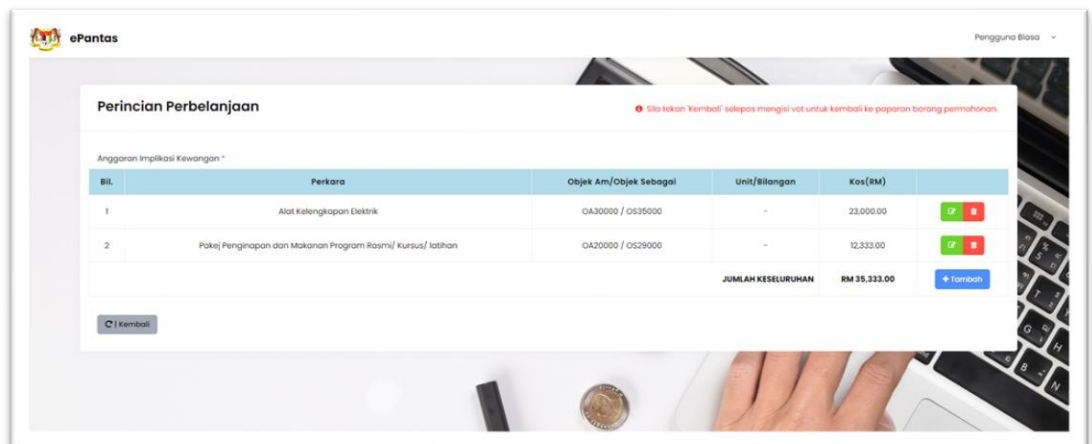 ePantas
Pengguna Biasa
Perincian Perbelanjaan
Sila tekan 'Kembali' selepas mengisi vot untuk kembali ke paparan borang permohonan.
Anggaran Implikasi Kewangan *
Bil. Perkara Objek Am/Objek Sebagai Unit/Bilangan Kos(RM)
1 Alat Kelengkapan Elektrik OA30000 / OS35000 - 23,000.00
2 Pakej Penginapan dan Makanan Program Rasmi/ Kursus/ latihan OA20000 / OS29000 - 12,333.00
JUMLAH KESELURUHAN RM 35,333.00 + Tambah
| Kembali